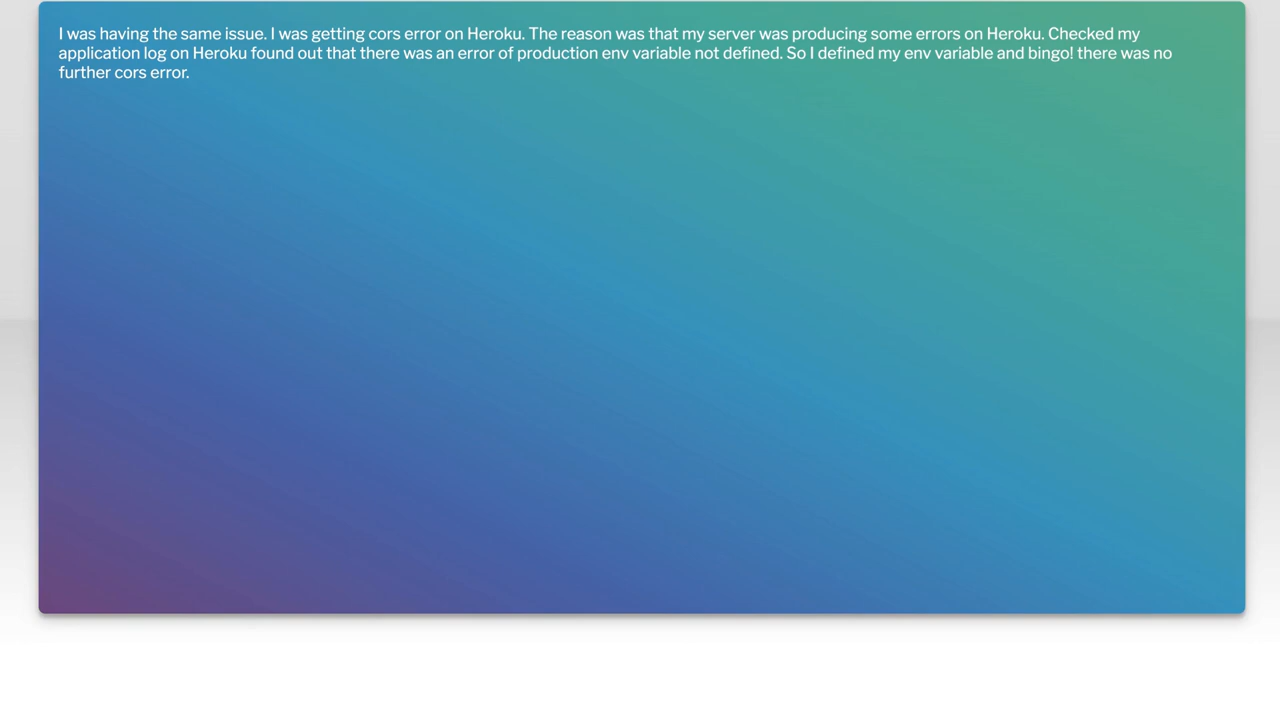 I was having the same issue. I was getting cors error on Heroku. The reason was that my server was producing some errors on Heroku. Checked my
application log on Heroku found out that there was an error of production env variable not defined. So I defined my env variable and bingo! there was no
further cors error.